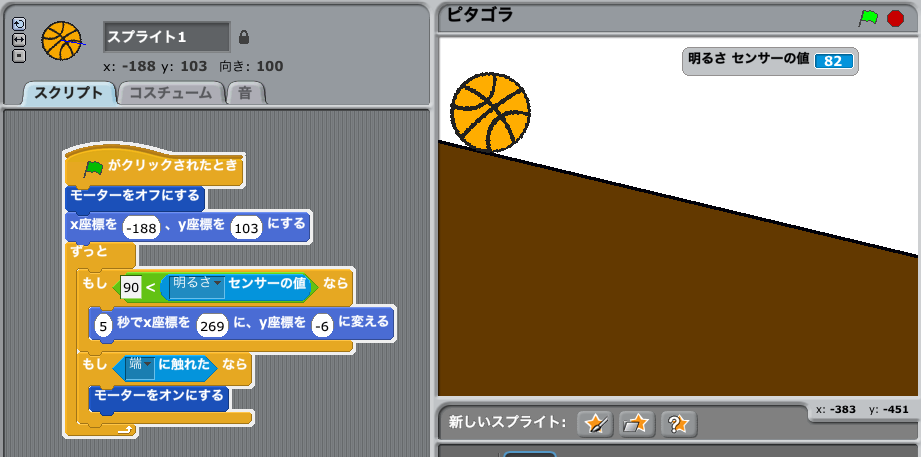 スプライト1
x: -188 y: 103 向き: 100
スクリプト
コスチューム
音
がクリックされたとき
モーターをオフにする
x座標を -188 、y座標を 103 にする
ずっと
もし 90 < 明るさ センサーの値 なら
5 秒でx座標を 269 に、y座標を -6 に変える
もし 端 に触れた なら
モーターをオンにする
ピタゴラ
明るさ センサーの値 82
x: -383 y: -451
新しいスプライト: